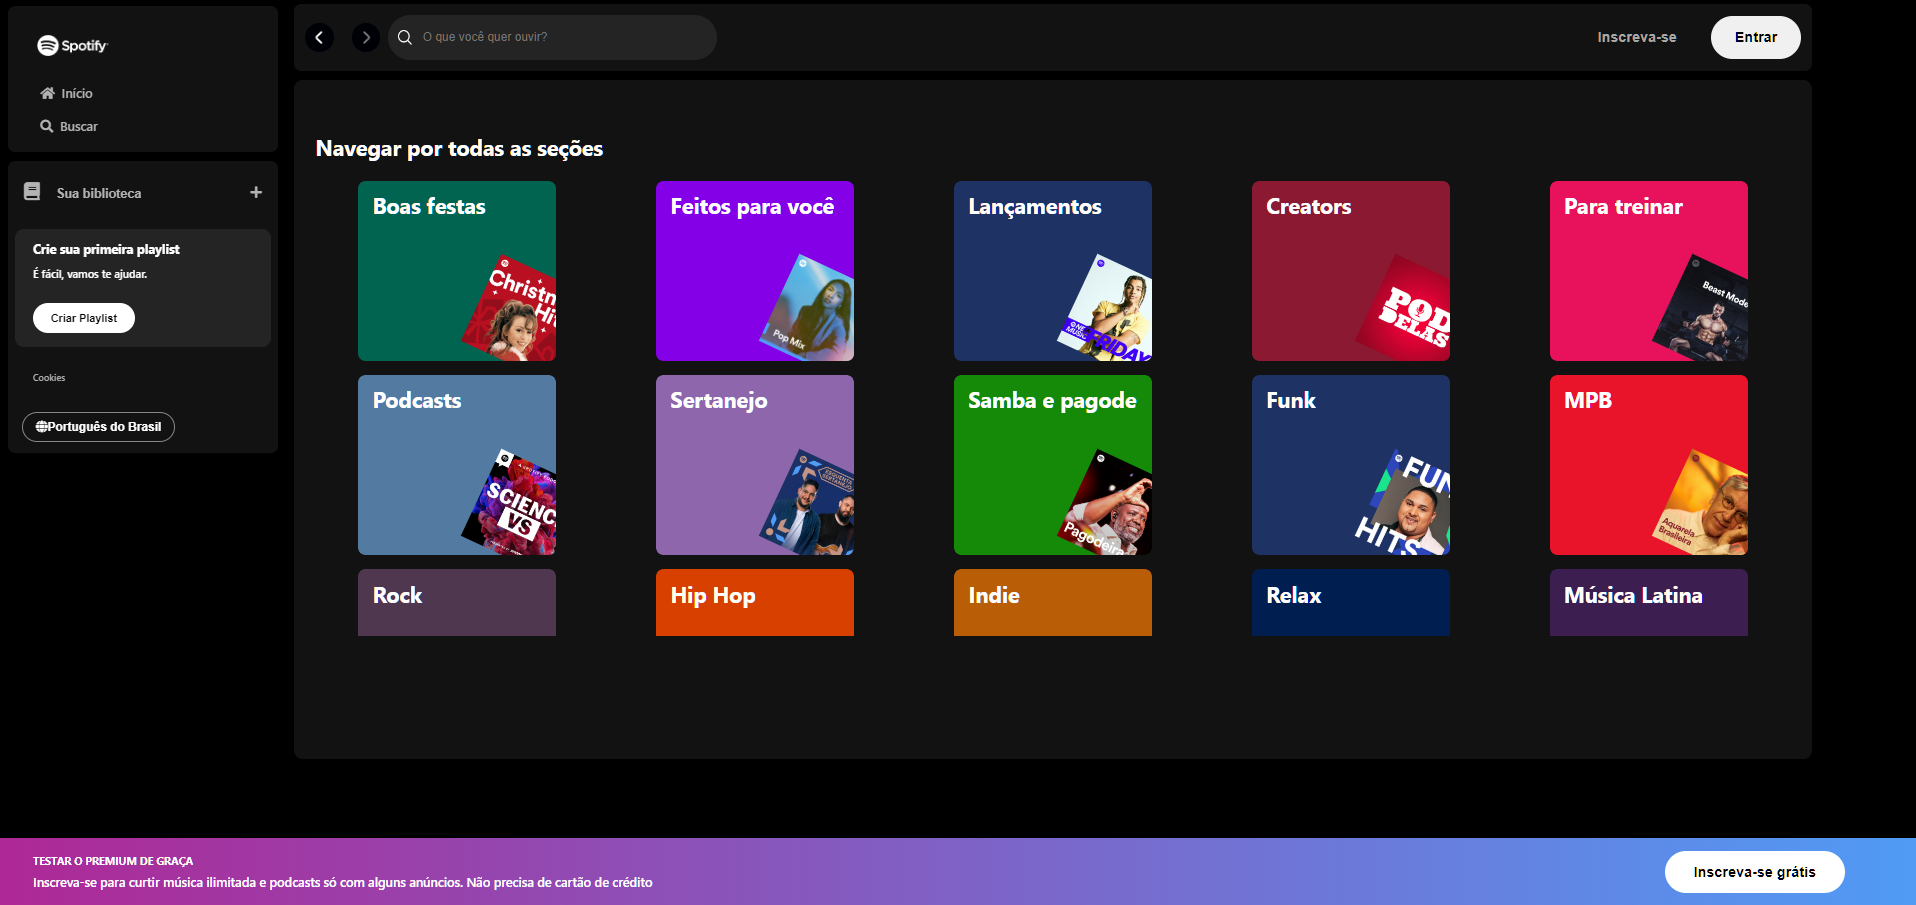 Spotify
Início
Buscar
Sua biblioteca
Crie sua primeira playlist
É fácil, vamos te ajudar.
Criar Playlist
Cookies
Português do Brasil
O que você quer ouvir?
Inscreva-se
Entrar
Navegar por todas as seções
Boas festas
Christm
Hit
Feitos para você
Pop Mix
Lançamentos
MUSIC
FRIDAY
Creators
POD
DELAS
Para treinar
Beast Mode
Podcasts
SCIENC
VS
Sertanejo
ESQUENTA
SERTANEJO
Samba e pagode
Pagodeira
Funk
FUN
HITS
MPB
Aquarela
Brasileira
Rock
Hip Hop
Indie
Relax
Música Latina
TESTAR O PREMIUM DE GRAÇA
Inscreva-se para curtir música ilimitada e podcasts só com alguns anúncios. Não precisa de cartão de crédito
Inscreva-se grátis